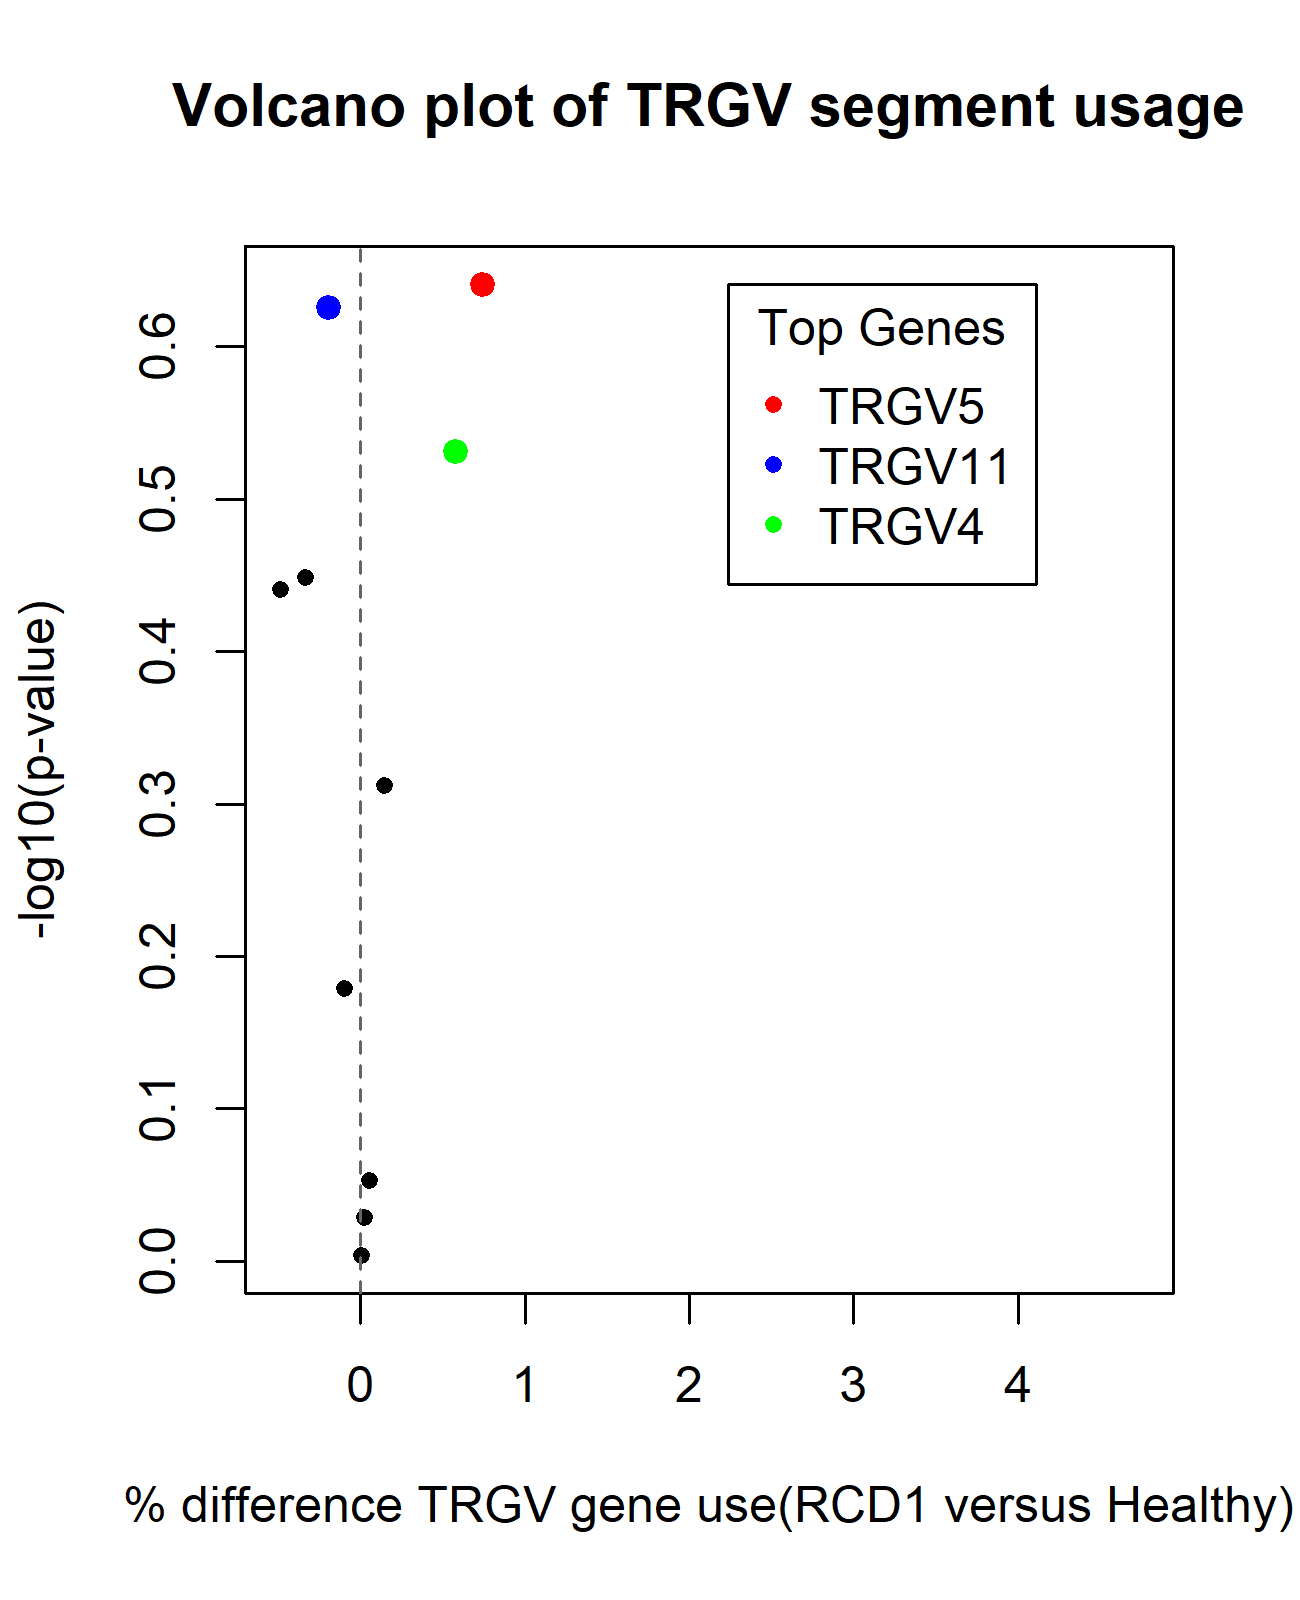 Volcano plot of TRGV segment usage
Top Genes
TRGV5
TRGV11
TRGV4
-log10(p-value)
0.6
0.5
0.4
0.3
0.2
0.1
0.0
0 1 2 3 4
% difference TRGV gene use(RCD1 versus Healthy)